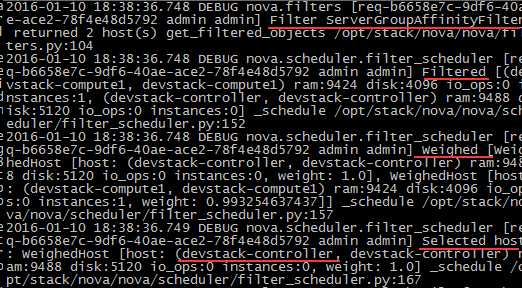 2016-01-10 18:38:36.748 DEBUG nova.filters [req-b6658e7c-9df6-40ae-ac
e-ace2-78f4e48d5792 admin admin] Filter ServerGroupAffinityFilte
returned 2 host(s) get_filtered_objects /opt/stack/nova/nova/fil
ters.py:104
2016-01-10 18:38:36.748 DEBUG nova.scheduler.filter_scheduler [re
q-b6658e7c-9df6-40ae-ace2-78f4e48d5792 admin admin] Filtered [(de
vstack-compute1, devstack-compute1) ram:9424 disk:4096 io_ops:0 i
nstances:1, (devstack-controller, devstack-controller) ram:9488 d
isk:5120 io_ops:0 instances:0] _schedule /opt/stack/nova/nova/sch
eduler/filter_scheduler.py:152
2016-01-10 18:38:36.748 DEBUG nova.scheduler.filter_scheduler [re
q-b6658e7c-9df6-40ae-ace2-78f4e48d5792 admin admin] Weighed [Weig
hedHost [host: (devstack-controller, devstack-controller) ram:948
8 disk:5120 io_ops:0 instances:0, weight: 1.0], WeighedHost [host
: (devstack-compute1, devstack-compute1) ram:9424 disk:4096 io_op
s:0 instances:1, weight: 0.993254637437]] _schedule /opt/stack/no
va/nova/scheduler/filter_scheduler.py:157
2016-01-10 18:38:36.749 DEBUG nova.scheduler.filter_scheduler [re
q-b6658e7c-9df6-40ae-ace2-78f4e48d5792 admin admin] Selected host
: WeighedHost [host: (devstack-controller, devstack-controller) r
am:9488 disk:5120 io_ops:0 instances:0, weight: 1.0] _schedule /o
pt/stack/nova/nova/scheduler/filter_scheduler.py:167